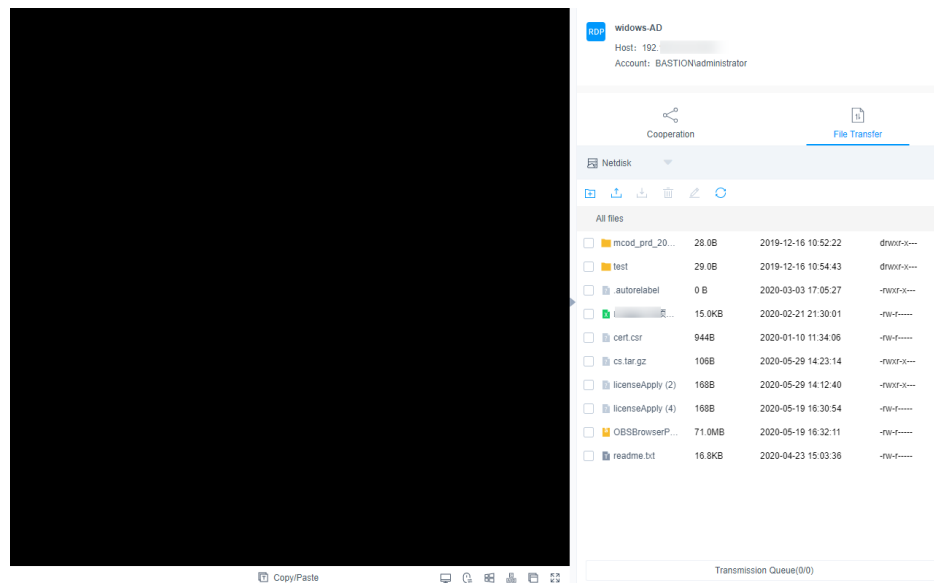 RDP
widows-AD
Host: 192.
Account: BASTION\administrator
Cooperation
File Transfer
Netdisk
All files
mcod_prd_20... 28.0B 2019-12-16 10:52:22 drwxr-x---
test 29.0B 2019-12-16 10:54:43 drwxr-x---
.autorelabel 0 B 2020-03-03 17:05:27 -rwxr-x---
15.0KB 2020-02-21 21:30:01 -rw-r-----
cert.csr 944B 2020-01-10 11:34:06 -rw-r-----
cs.tar.gz 106B 2020-05-29 14:23:14 -rwxr-x---
licenseApply (2) 168B 2020-05-29 14:12:40 -rwxr-x---
licenseApply (4) 168B 2020-05-19 16:30:54 -rw-r-----
OBSBrowserP... 71.0MB 2020-05-19 16:32:11 -rw-r-----
readme.txt 16.8KB 2020-04-23 15:03:36 -rw-r-----
Transmission Queue(0/0)
Copy/Paste